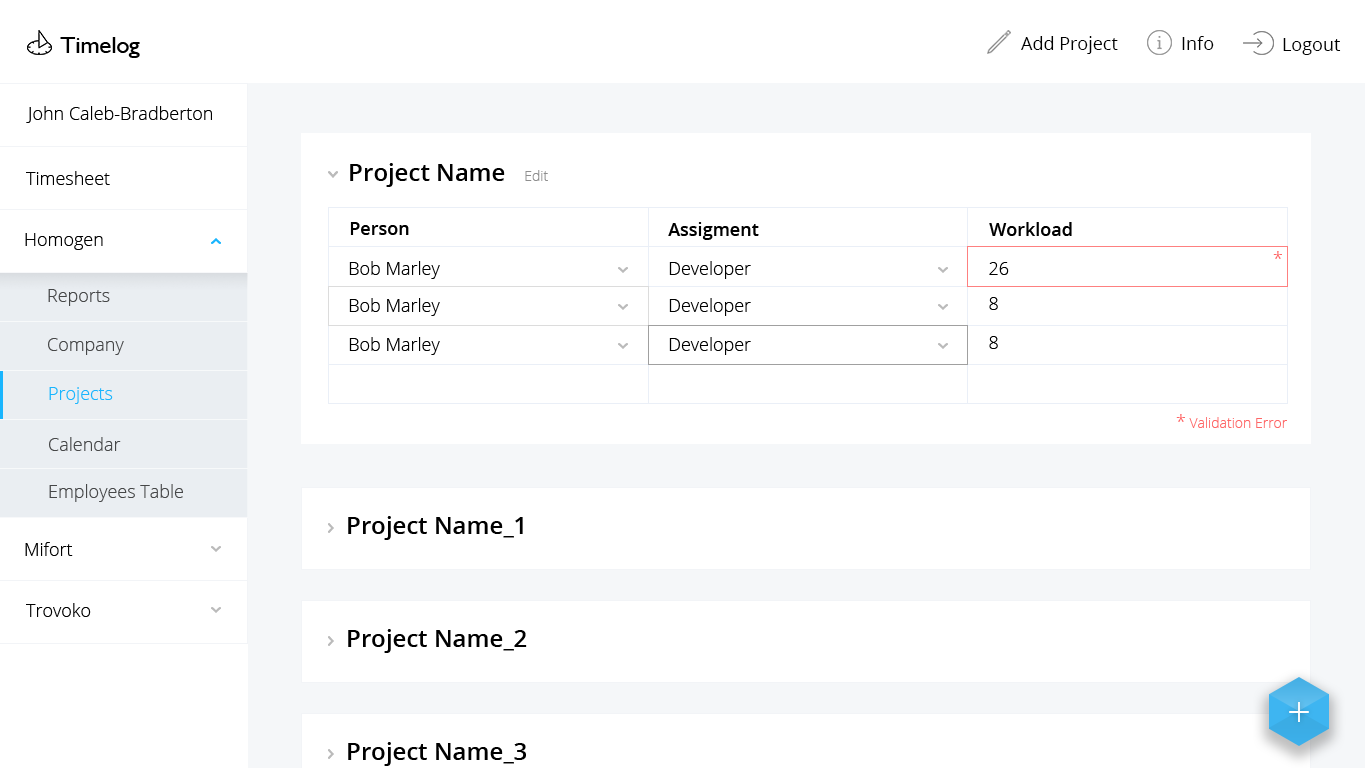 Timelog
Add Project
Info
Logout
John Caleb-Bradberton
Timesheet
Homogen
Reports
Company
Projects
Calendar
Employees Table
Mifort
Trovoko
Project Name Edit
Person Assigment Workload
Bob Marley Developer 26 *
Bob Marley Developer 8
Bob Marley Developer 8
* Validation Error
Project Name_1
Project Name_2
Project Name_3